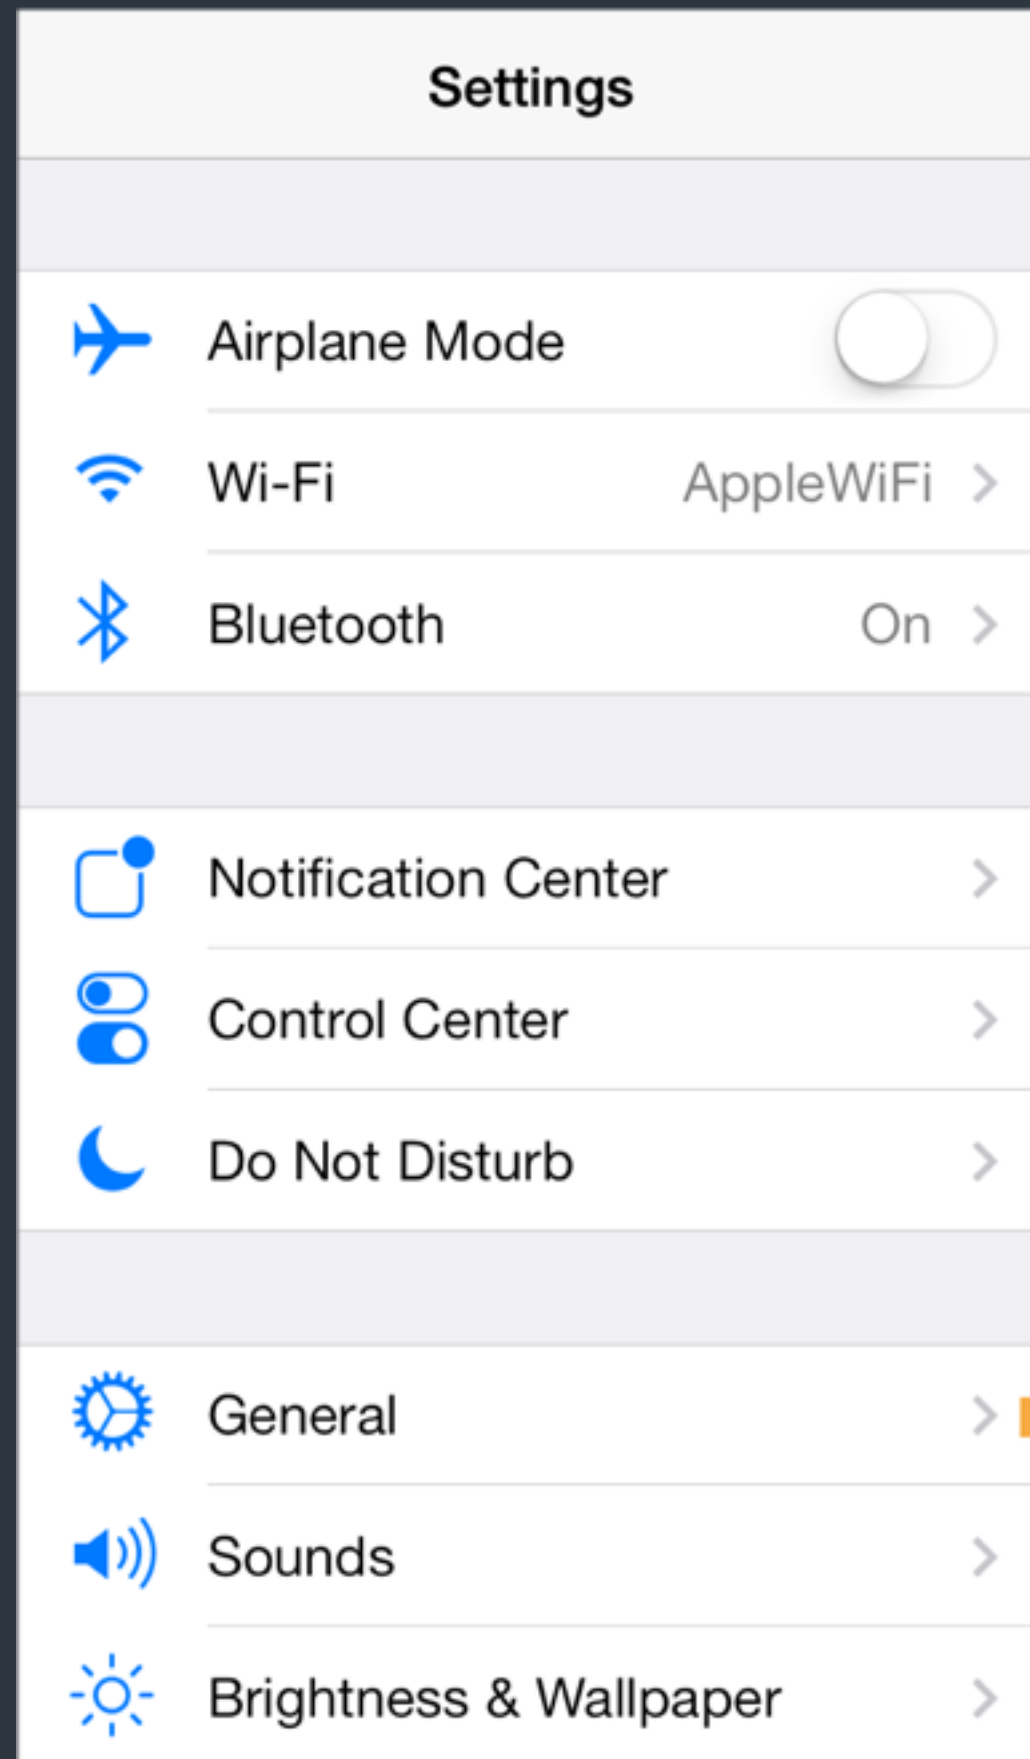 Settings
Airplane Mode
Wi-Fi AppleWiFi
Bluetooth On
Notification Center
Control Center
Do Not Disturb
General
Sounds
Brightness & Wallpaper